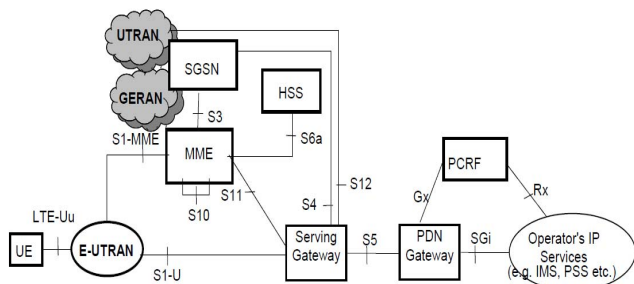 UTRAN
SGSN
GERAN
HSS
S3
S1-MME
S6a
MME
PCRF
S12
S11
Gx
Rx
S10
S4
LTE-Uu
UE
E-UTRAN
Serving
Gateway
S5
PDN
Gateway
SGi
Operator's IP
Services
(e.g. IMS, PSS etc.)
S1-U